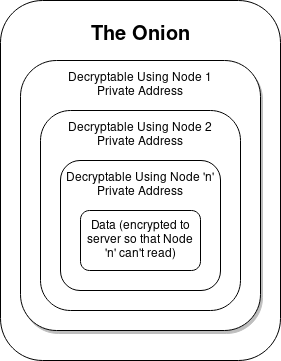 The Onion
Decryptable Using Node 1
Private Address
Decryptable Using Node 2
Private Address
Decryptable Using Node 'n'
Private Address
Data (encrypted to
server so that Node
'n' can't read)